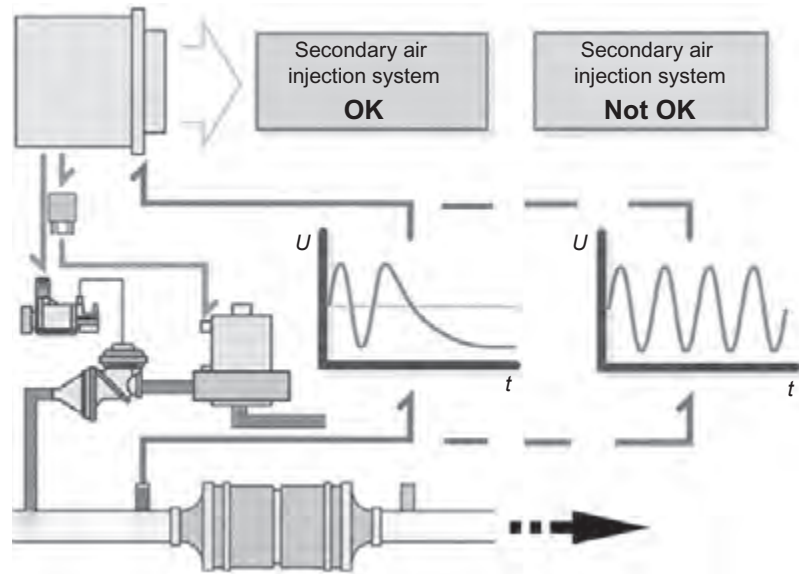 Secondary air
injection system
OK
Secondary air
injection system
Not OK
U
t
U
t